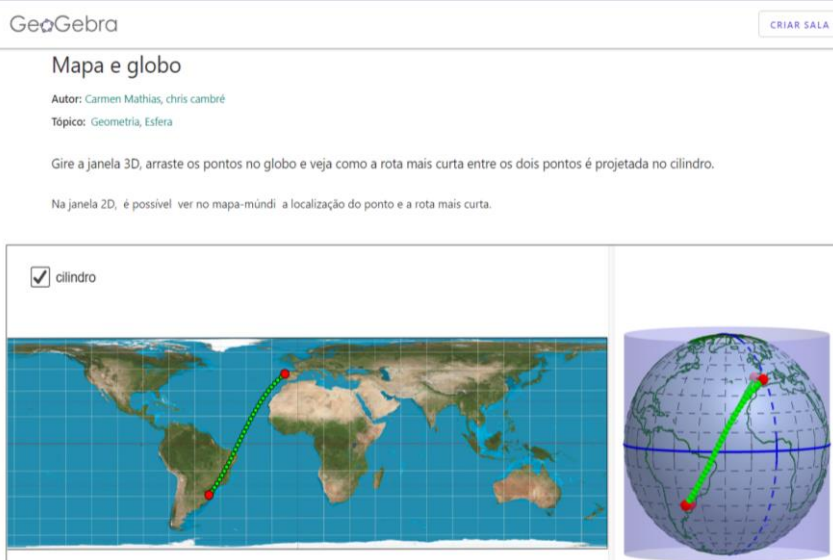 GeoGebra
CRIAR SALA
Mapa e globo
Autor: Carmen Mathias, chris cambré
Tópico: Geometria, Esfera
Gire a janela 3D, arraste os pontos no globo e veja como a rota mais curta entre os dois pontos é projetada no cilindro.
Na janela 2D, é possível ver no mapa-múndi a localização do ponto e a rota mais curta.
cilindro